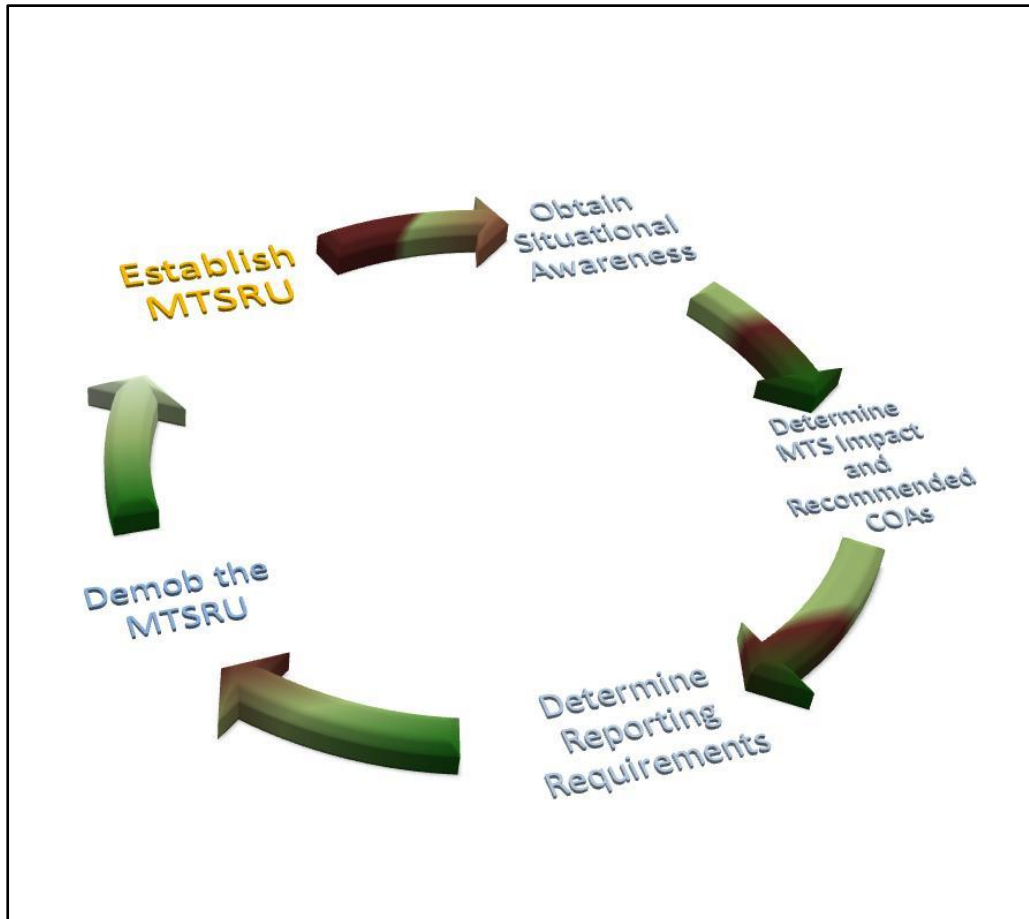 Establish
MTSRU
Obtain
Situational
Awareness
Determine
MTS Impact
and
Recommended
COAs
Determine
Reporting
Requirements
Demob the
MTSRU